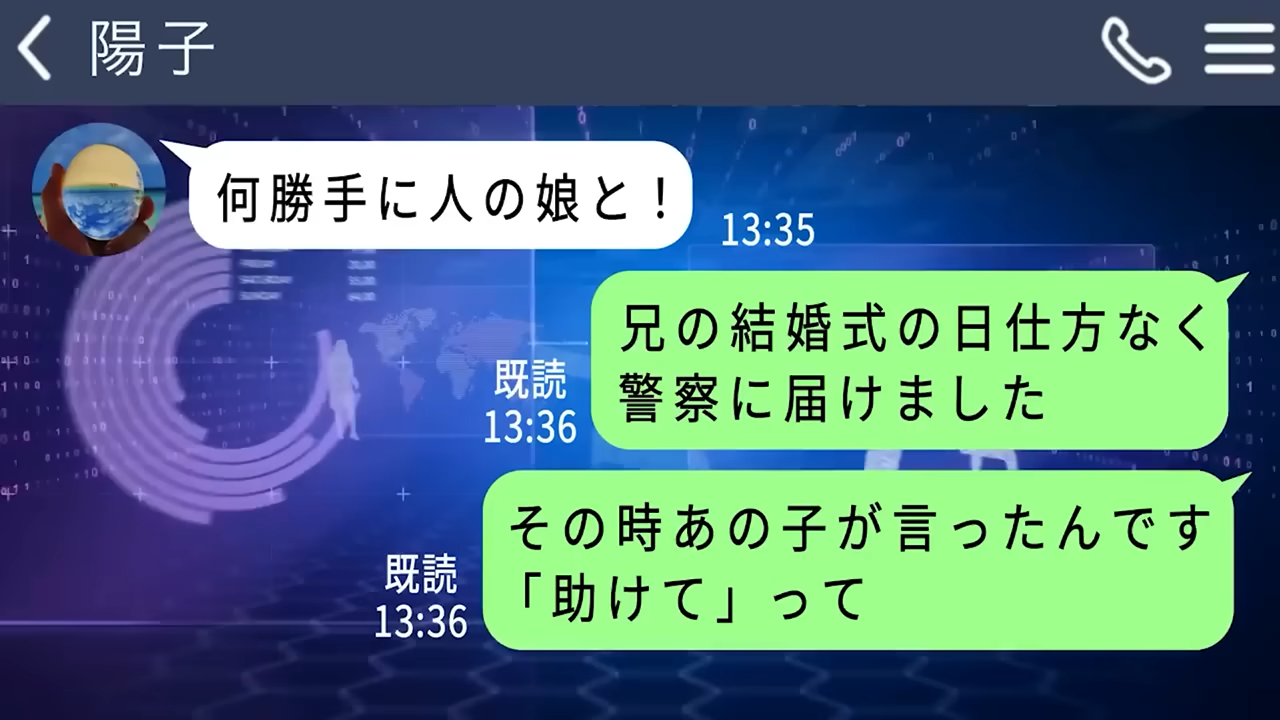 陽子
何勝手に人の娘と！
13:35
兄の結婚式の日仕方なく
警察に届けました
既読
13:36
その時あの子が言ったんです
「助けて」って
既読
13:36